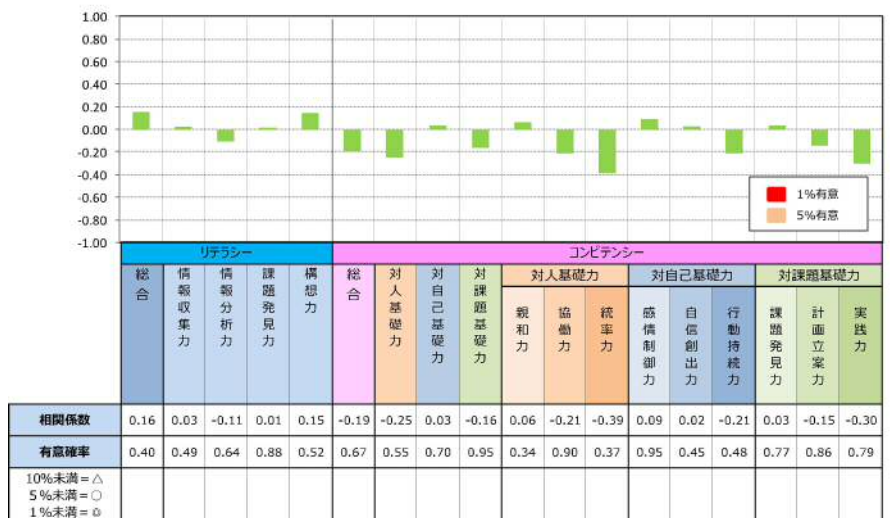 1.00
0.80
0.60
0.40
0.20
0.00
-0.20
-0.40
-0.60
-0.80
-1.00
1%有意
5%有意
リテラシー コンピテンシー
総合 情報収集力 情報分析力 課題発見力 構想力 総合 対人基礎力 対自己基礎力 対課題基礎力 対人基礎力 対自己基礎力 対課題基礎力
親和力 協働力 統率力 感情制御力 自信創出力 行動持続力 課題発見力 計画立案力 実践力
相関係数 0.16 0.03 -0.11 0.01 0.15 -0.19 -0.25 0.03 -0.16 0.06 -0.21 -0.39 0.09 0.02 -0.21 0.03 -0.15 -0.30
有意確率 0.40 0.49 0.64 0.88 0.52 0.67 0.55 0.70 0.95 0.34 0.90 0.37 0.95 0.45 0.48 0.77 0.86 0.79
10%未満=△
5%未満=○
1%未満=◎